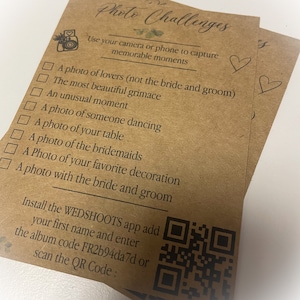 Photo Challenges
Use your camera or phone to capture
memorable moments
A photo of lovers (not the bride and groom)
The most beautiful grimace
An unusual moment
A photo of someone dancing
A photo of your table
A photo of the bridemaids
A Photo of your favorite decoration
A photo with the bride and groom
Install the WEDSHOOTS app add
your first name and enter
the album code FR2b94da7d or
scan the QR Code :